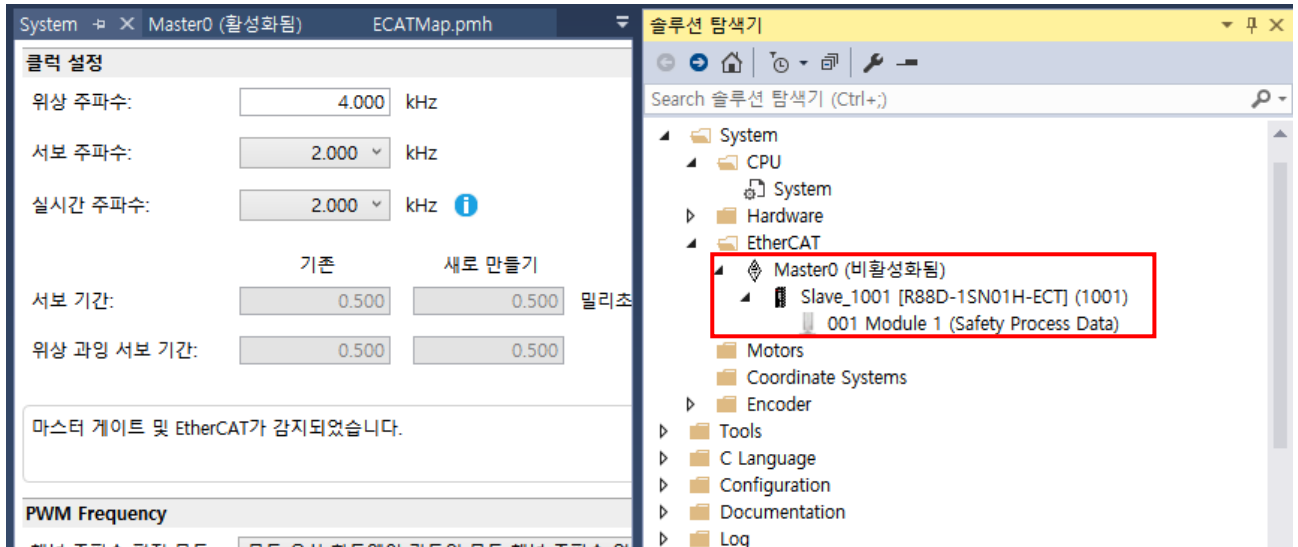 System
Master0 (활성화됨)
ECATMap.pmh
클럭 설정
위상 주파수: 4.000 kHz
서보 주파수: 2.000 kHz
실시간 주파수: 2.000 kHz
기존 새로 만들기
서보 기간: 0.500 0.500 밀리초
위상 과잉 서보 기간: 0.500 0.500
마스터 게이트 및 EtherCAT가 감지되었습니다.
PWM Frequency
솔루션 탐색기
Search 솔루션 탐색기 (Ctrl+;)
System
CPU
System
Hardware
EtherCAT
Master0 (비활성화됨)
Slave_1001 [R88D-1SN01H-ECT] (1001)
001 Module 1 (Safety Process Data)
Motors
Coordinate Systems
Encoder
Tools
C Language
Configuration
Documentation
Log